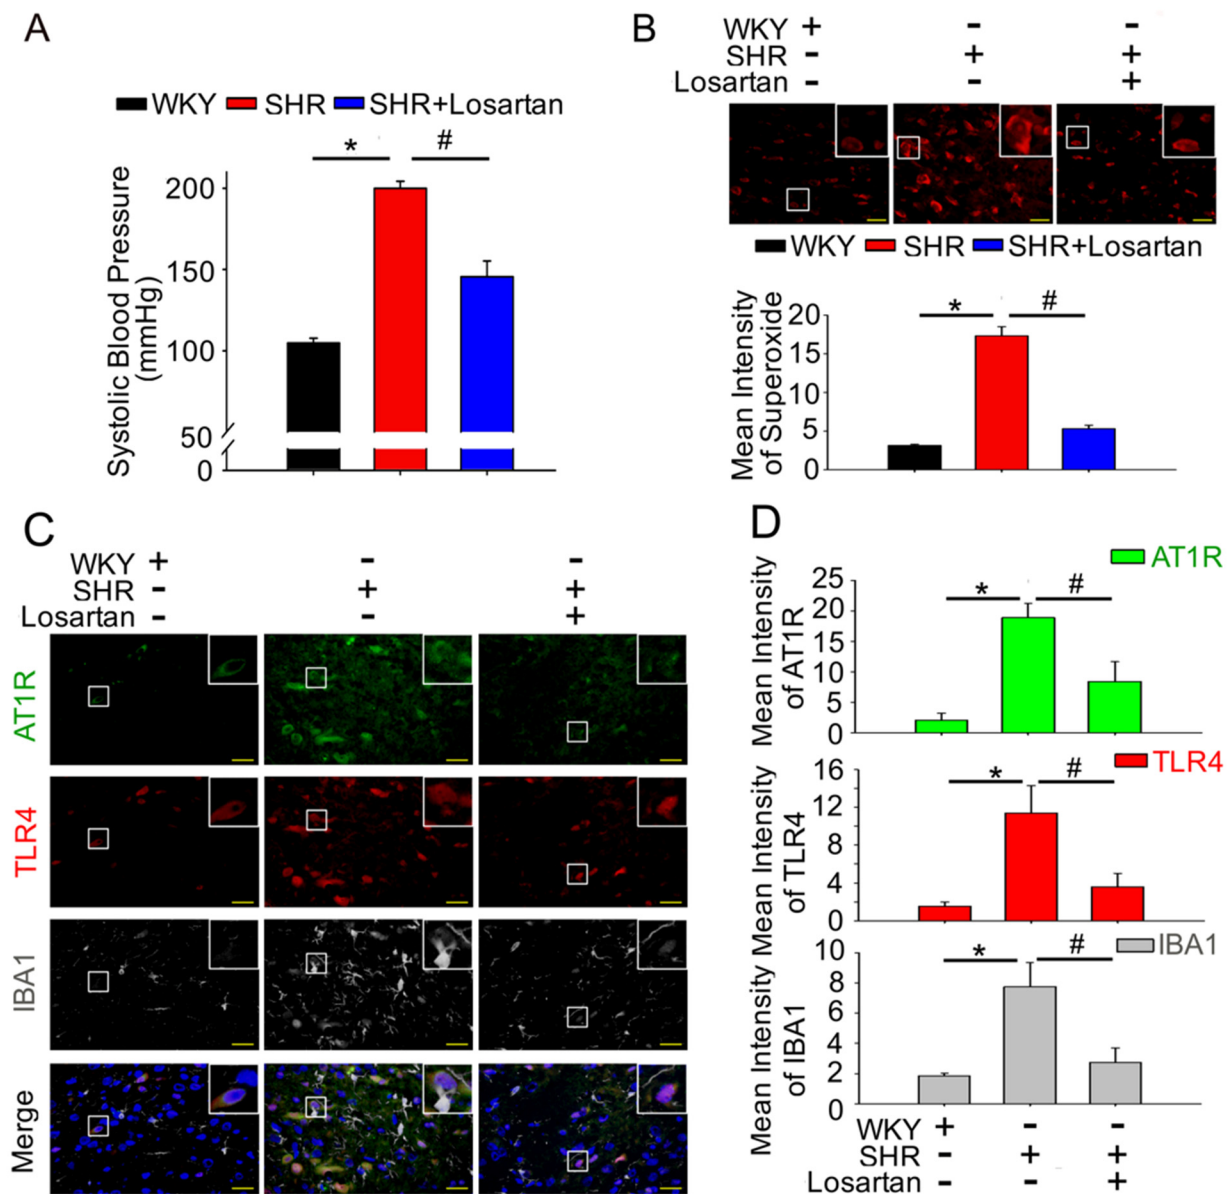 A
WKY SHR SHR+Losartan
* #
Systolic Blood Pressure
(mmHg)
200
150
100
50
0
B
WKY + - -
SHR - + +
Losartan - - +
WKY SHR SHR+Losartan
* #
Mean Intensity
of Superoxide
20
15
10
5
0
C
WKY + - -
SHR - + +
Losartan - - +
AT1R
TLR4
IBA1
Merge
D
AT1R
* #
Mean Intensity
of AT1R
25
20
15
10
5
0
TLR4
* #
Mean Intensity
of TLR4
16
12
8
4
0
IBA1
* #
Mean Intensity
of IBA1
10
8
6
4
2
0
WKY + - -
SHR - + +
Losartan - - +